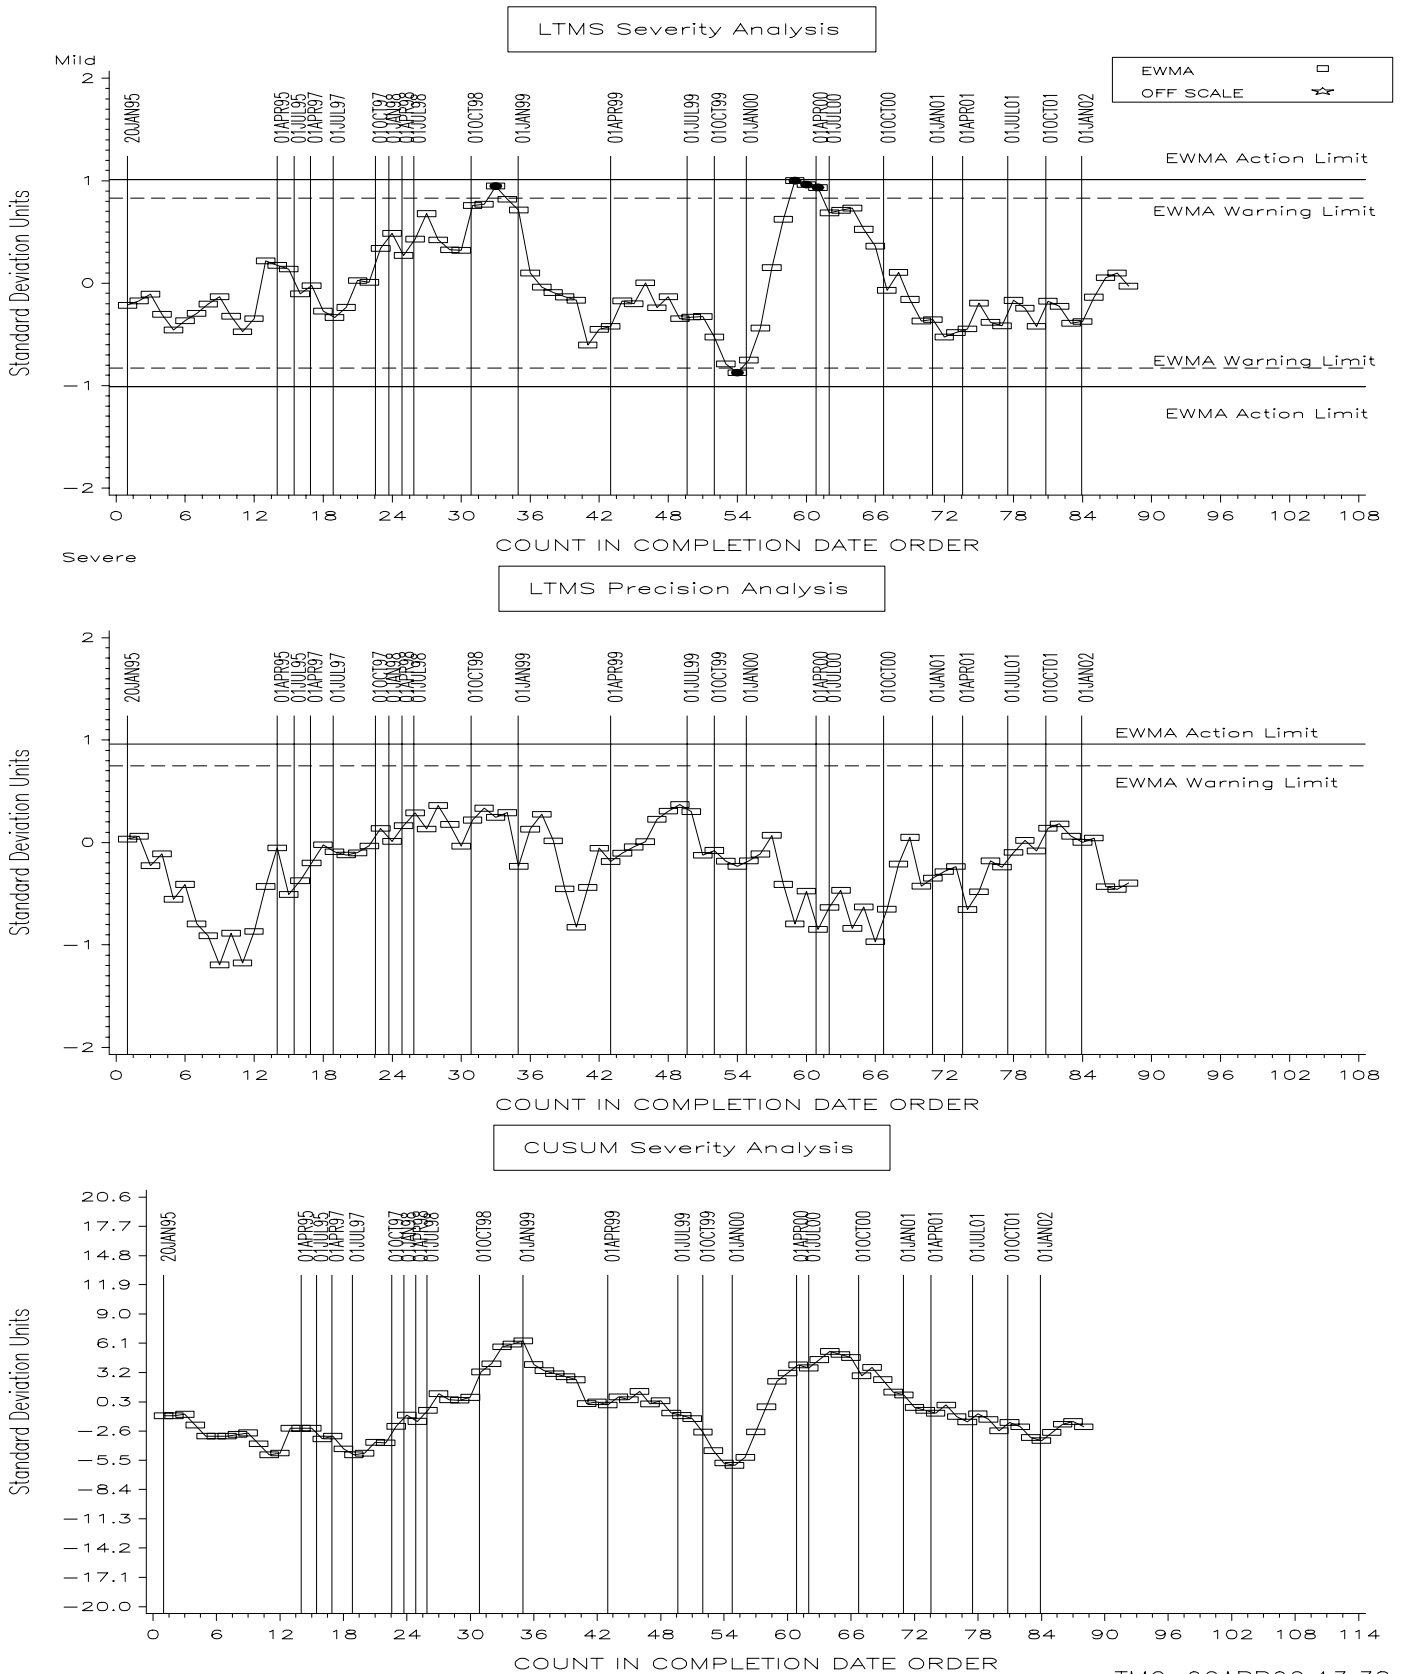 LTMS Severity Analysis
Mild
EWMA
OFF SCALE
2
1
0
−1
−2
Standard Deviation Units
20JAN95
01APR95
01JUL95
01APR97
01JUL97
01OCT97
01JAN98
01APR98
01JUL98
01OCT98
01JAN99
01APR99
01JUL99
01OCT99
01JAN00
01APR00
01JUL00
01OCT00
01JAN01
01APR01
01JUL01
01OCT01
01JAN02
EWMA Action Limit
EWMA Warning Limit
EWMA Warning Limit
EWMA Action Limit
0 6 12 18 24 30 36 42 48 54 60 66 72 78 84 90 96 102 108
COUNT IN COMPLETION DATE ORDER
Severe
LTMS Precision Analysis
2
1
0
−1
−2
Standard Deviation Units
20JAN95
01APR95
01JUL95
01APR97
01JUL97
01OCT97
01JAN98
01APR98
01JUL98
01OCT98
01JAN99
01APR99
01JUL99
01OCT99
01JAN00
01APR00
01JUL00
01OCT00
01JAN01
01APR01
01JUL01
01OCT01
01JAN02
EWMA Action Limit
EWMA Warning Limit
0 6 12 18 24 30 36 42 48 54 60 66 72 78 84 90 96 102 108
COUNT IN COMPLETION DATE ORDER
CUSUM Severity Analysis
20.6
17.7
14.8
11.9
9.0
6.1
3.2
0.3
−2.6
−5.5
−8.4
−11.3
−14.2
−17.1
−20.0
Standard Deviation Units
20JAN95
01APR95
01JUL95
01APR97
01JUL97
01OCT97
01JAN98
01APR98
01JUL98
01OCT98
01JAN99
01APR99
01JUL99
01OCT99
01JAN00
01APR00
01JUL00
01OCT00
01JAN01
01APR01
01JUL01
01OCT01
01JAN02
0 6 12 18 24 30 36 42 48 54 60 66 72 78 84 90 96 102 108 114
COUNT IN COMPLETION DATE ORDER